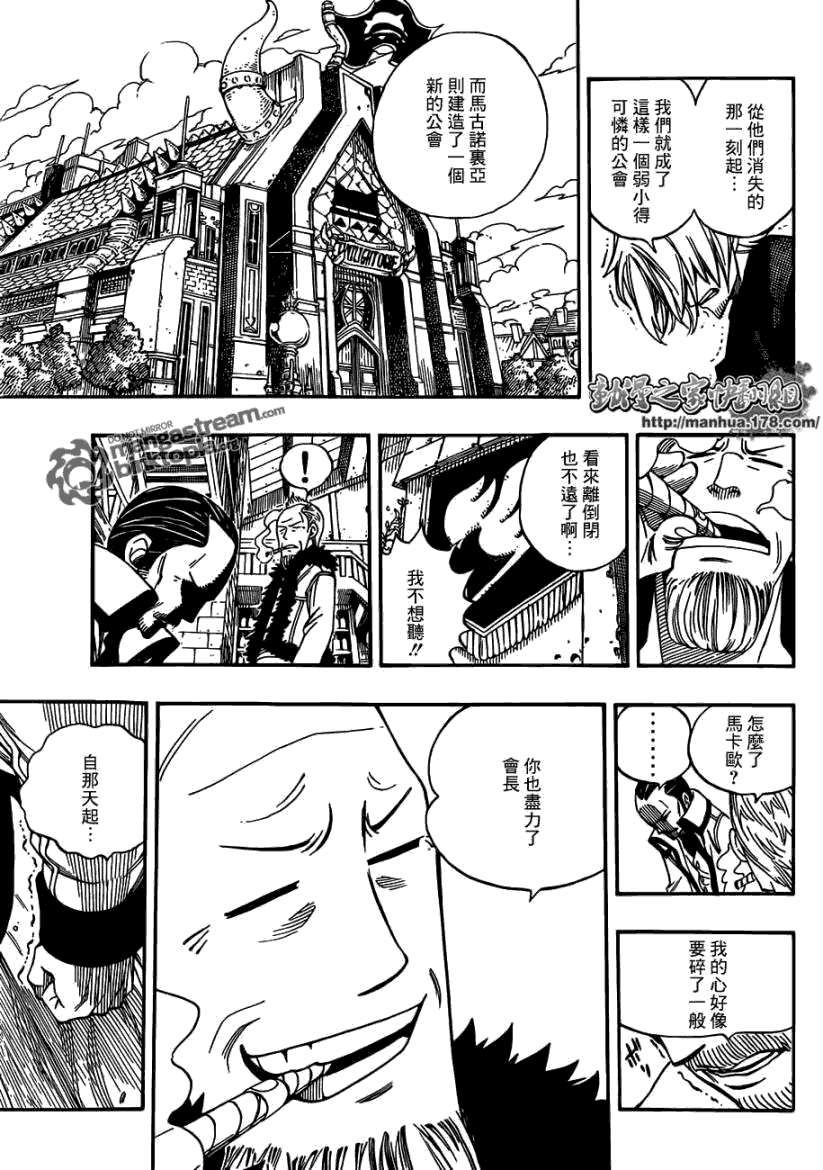 從他們消失的
那一刻起…
我們就成了
這樣一個弱小得
可憐的公會
而馬古諾裏亞
則建造了一個
新的公會
http://manhua.178.com/
DO NOT MIRROR
mangastream.com
看來離倒閉
也不遠了啊…
我不想聽!!
!
怎麼了
馬卡歐?
……
我的心好像
要碎了一般
你也盡力了
會長
自那天起…